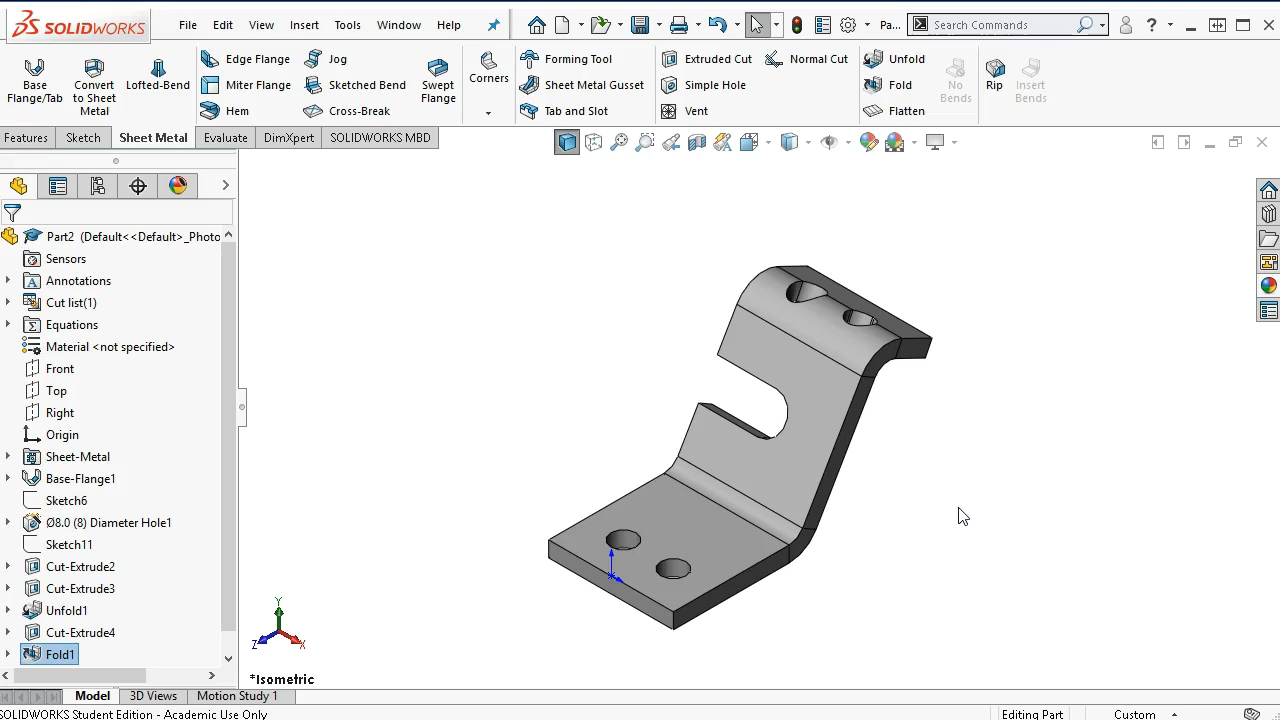 SOLIDWORKS File Edit View Insert Tools Window Help Pa... Search Commands ?
Base Flange/Tab
Convert to Sheet Metal
Lofted-Bend
Edge Flange
Miter Flange
Hem
Jog
Sketched Bend
Cross-Break
Swept Flange
Corners
Forming Tool
Sheet Metal Gusset
Tab and Slot
Extruded Cut
Simple Hole
Vent
Normal Cut
Unfold
Fold
Flatten
No Bends
Rip
Insert Bends
Features Sketch Sheet Metal Evaluate DimXpert SOLIDWORKS MBD
Part2 (Default<<Default>_Photo
Sensors
Annotations
Cut list(1)
Equations
Material <not specified>
Front
Top
Right
Origin
Sheet-Metal
Base-Flange1
Sketch6
Ø8.0 (8) Diameter Hole1
Sketch11
Cut-Extrude2
Cut-Extrude3
Unfold1
Cut-Extrude4
Fold1
Y
Z
X
*Isometric
Model 3D Views Motion Study 1
SOLIDWORKS Student Edition - Academic Use Only Editing Part Custom